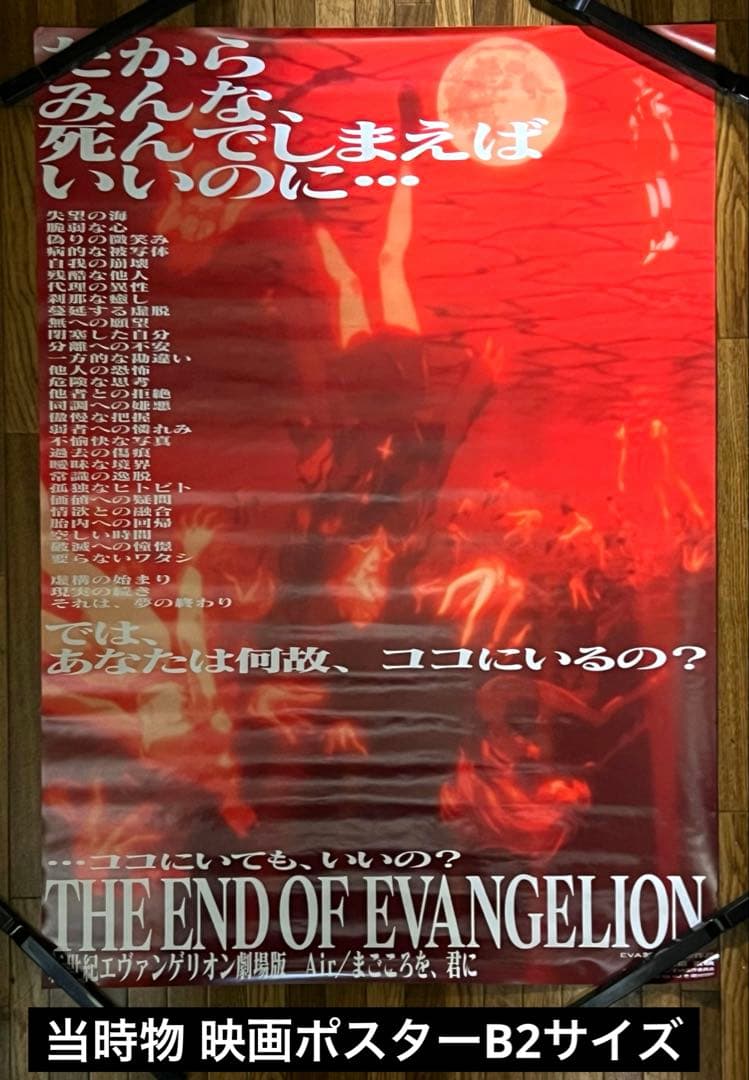 だから
みんな、
死んでしまえば
いいのに…
失望の海
脆弱な心
偽りの微笑み
病的な被写体
自我の崩壊
残酷な他人
代理の異性
刹那な癒し
蔓延する虚脱
無への願望
閉塞した自分
分離への不安
一方的な勘違い
他人の恐怖
危険な思考
他者との拒絶
同調への嫌悪
傲慢な把握
弱者への憐れみ
不愉快な写真
過去の傷痕
曖昧な境界
常識の逸脱
孤独なヒトビト
価値への疑問
情欲との融合
胎内への回帰
空しい時間
破滅への憧憬
要らないワタシ
虚構の始まり
現実の続き
それは、夢の終わり
では、
あなたは何故、ココにいるの？
…ココにいても、いいの？
THE END OF EVANGELION
新世紀エヴァンゲリオン劇場版 Air/まごころを、君に
当時物 映画ポスターB2サイズ